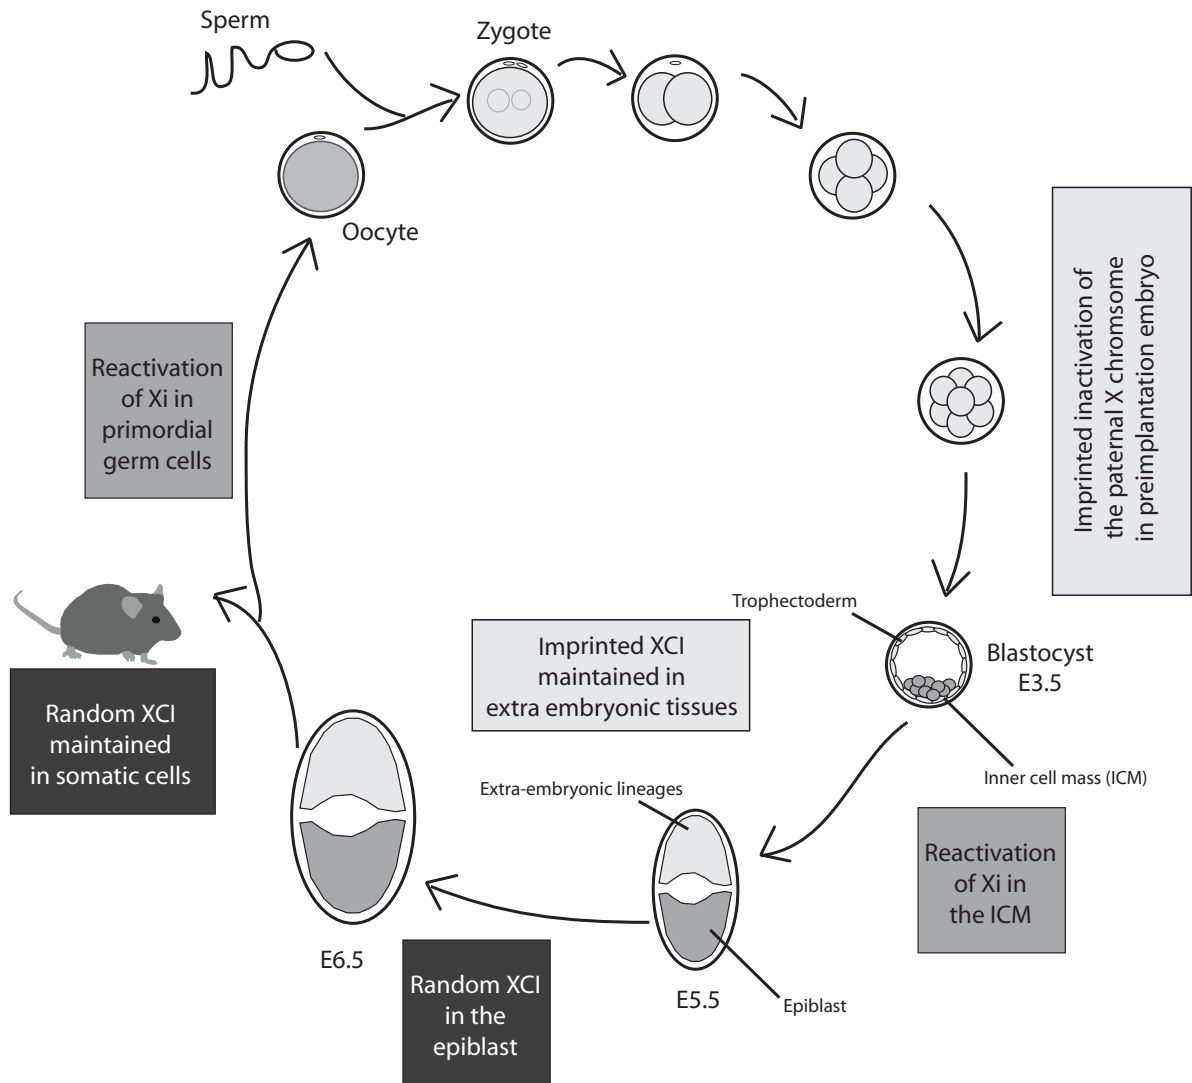 Sperm
Zygote
Oocyte
Imprinted inactivation of
the paternal X chromsome
in preimplantation embryo
Reactivation
of Xi in
primordial
germ cells
Trophectoderm
Blastocyst
E3.5
Inner cell mass (ICM)
Imprinted XCI
maintained in
extra embryonic tissues
Random XCI
maintained
in somatic cells
Extra-embryonic lineages
Reactivation
of Xi in
the ICM
E6.5
Random XCI
in the
epiblast
E5.5
Epiblast